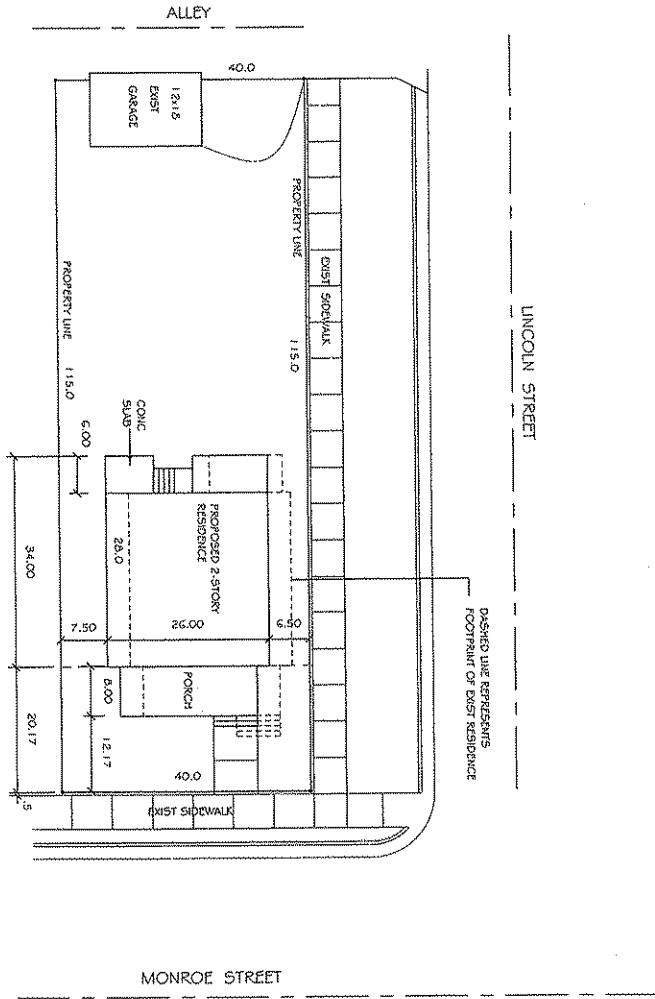 ALLEY
40.0
12x18
EXIST
GARAGE
PROPERTY LINE
115.0
EXIST SIDEWALK
LINCOLN STREET
PROPERTY LINE
115.0
CONC
SLAB
6.00
34.00
28.0
PROPOSED 2-STORY
RESIDENCE
7.50
26.00
6.50
DASHED LINE REPRESENTS
FOOTPRINT OF EXIST RESIDENCE
PORCH
8.00
12.17
20.17
.5
40.0
EXIST SIDEWALK
MONROE STREET